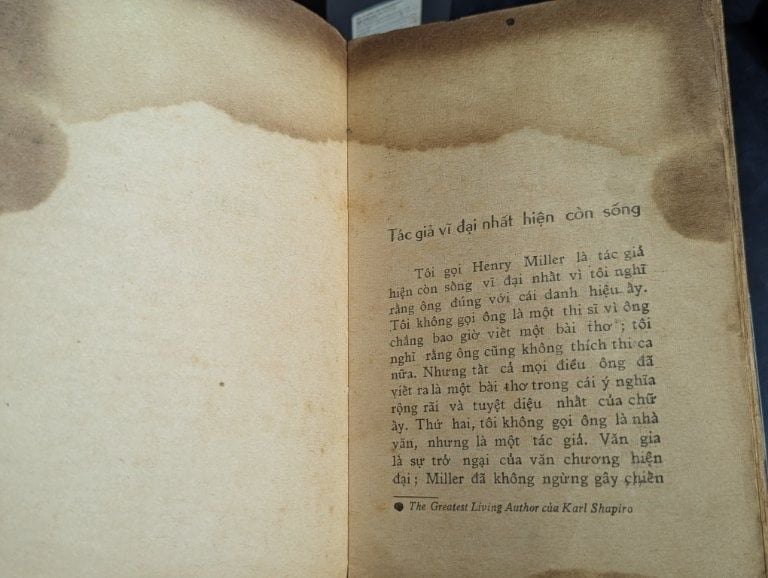 Tác giả vĩ đại nhất hiện còn sống
Tôi gọi Henry Miller là tác giả
hiện còn sống vĩ đại nhất vì tôi nghĩ
rằng ông đúng với cái danh hiệu ấy.
Tôi không gọi ông là một thi sĩ vì ông
chẳng bao giờ viết một bài thơ ; tôi
nghĩ rằng ông cũng không thích thi ca
nữa. Nhưng tất cả mọi điều ông đã
viết ra là một bài thơ trong cái ý nghĩa
rộng rãi và tuyệt diệu nhất của chữ
ấy. Thứ hai, tôi không gọi ông là nhà
văn, nhưng là một tác giả. Văn gia
là sự trở ngại của văn chương hiện
đại ; Miller đã không ngừng gây chiến
● The Greatest Living Author của Karl Shapiro